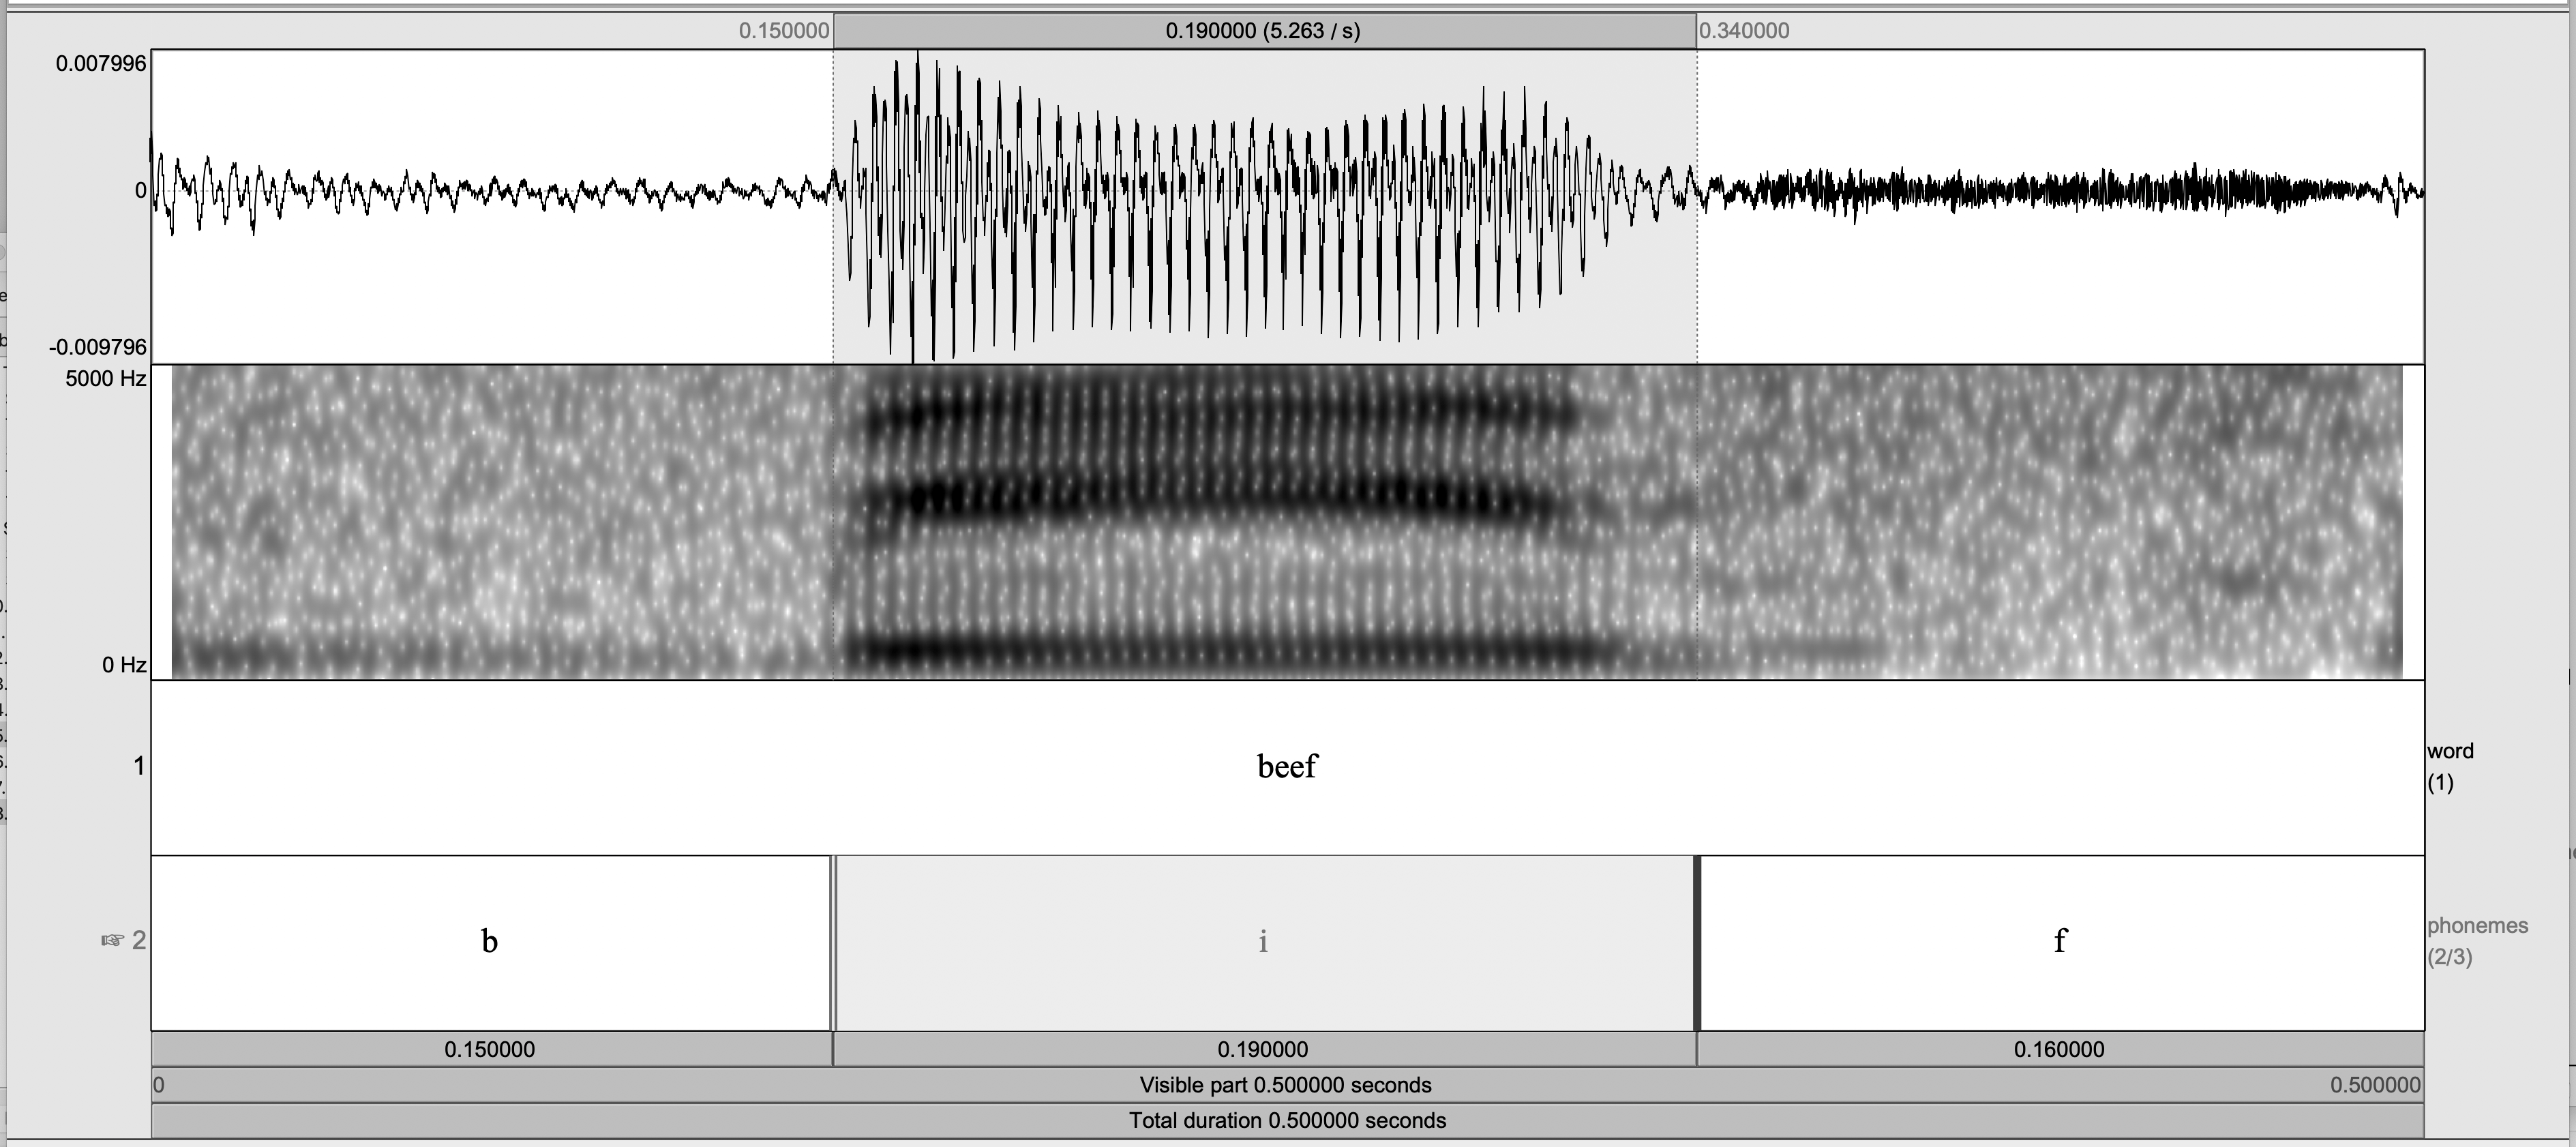 0.150000 0.190000 (5.263 / s) 0.340000
0.007996
0
-0.009796
5000 Hz
0 Hz
1 beef word
(1)
☞ 2 b i f phonemes
(2/3)
0.150000 0.190000 0.160000
0 Visible part 0.500000 seconds 0.500000
Total duration 0.500000 seconds